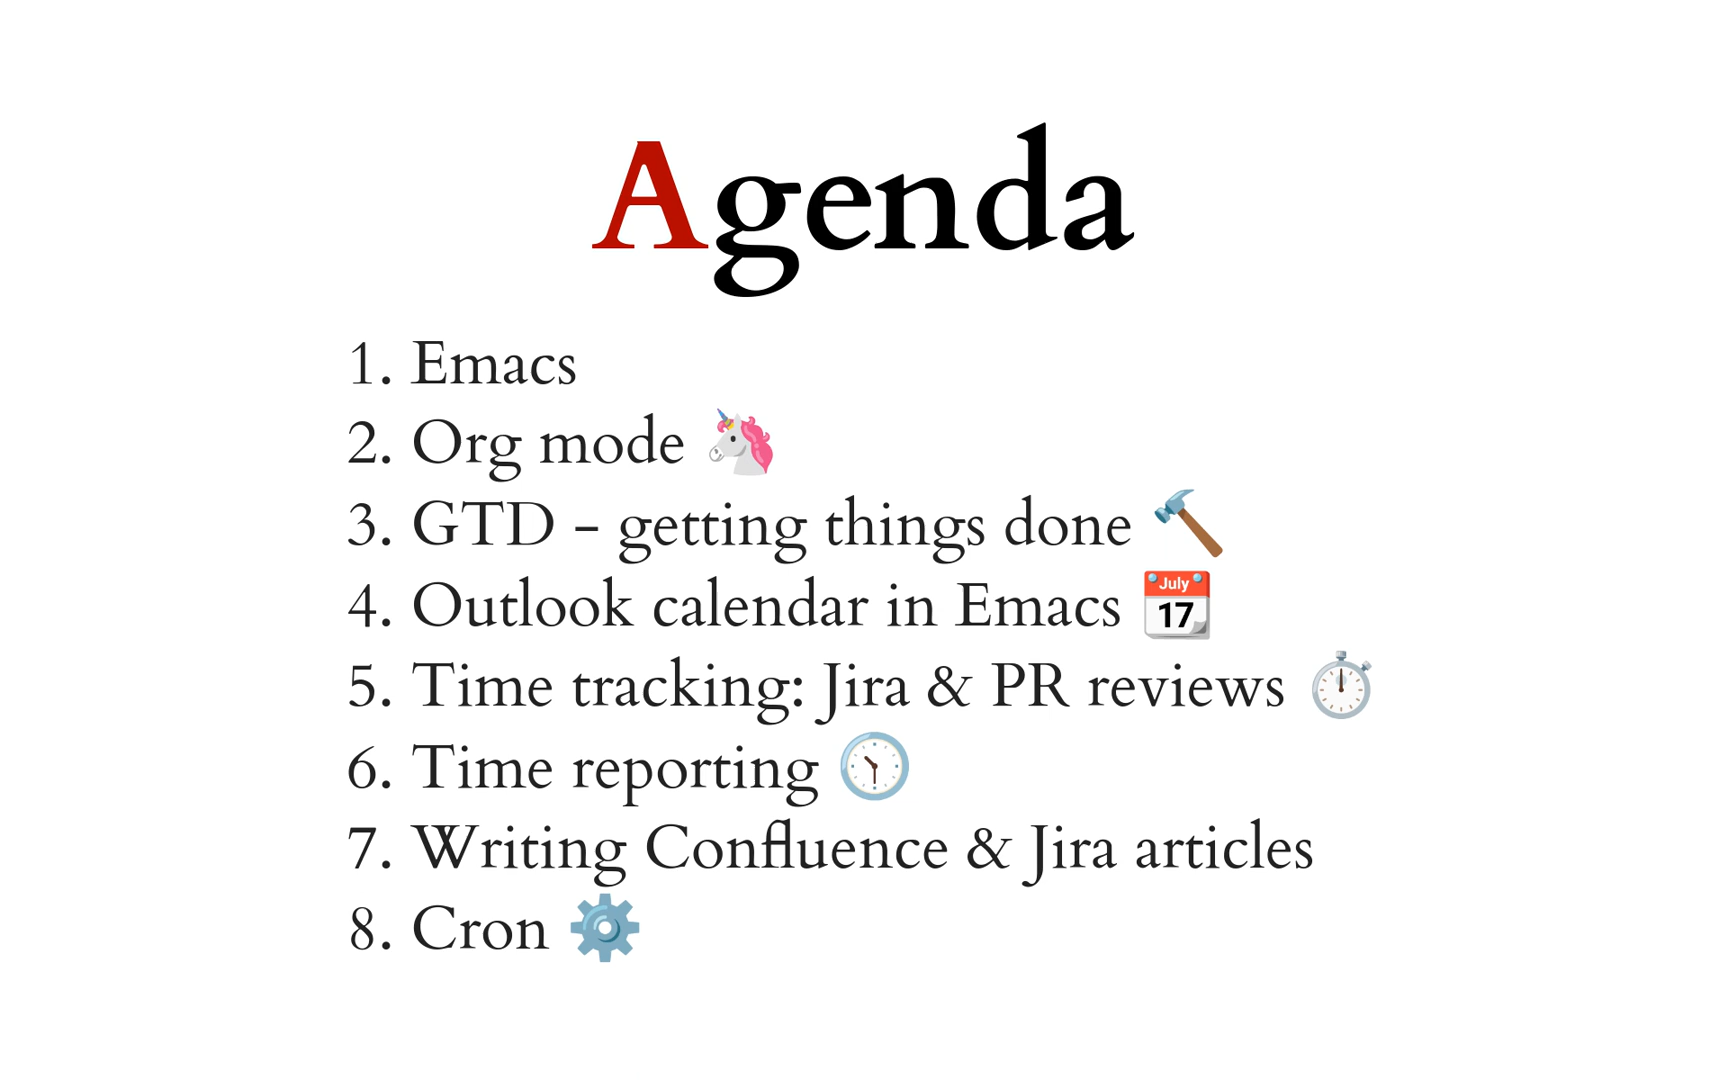 Agenda
1. Emacs
2. Org mode 🦄
3. GTD - getting things done 🔨
4. Outlook calendar in Emacs 📅
5. Time tracking: Jira & PR reviews ⏱️
6. Time reporting 🕥
7. Writing Confluence & Jira articles
8. Cron ⚙️